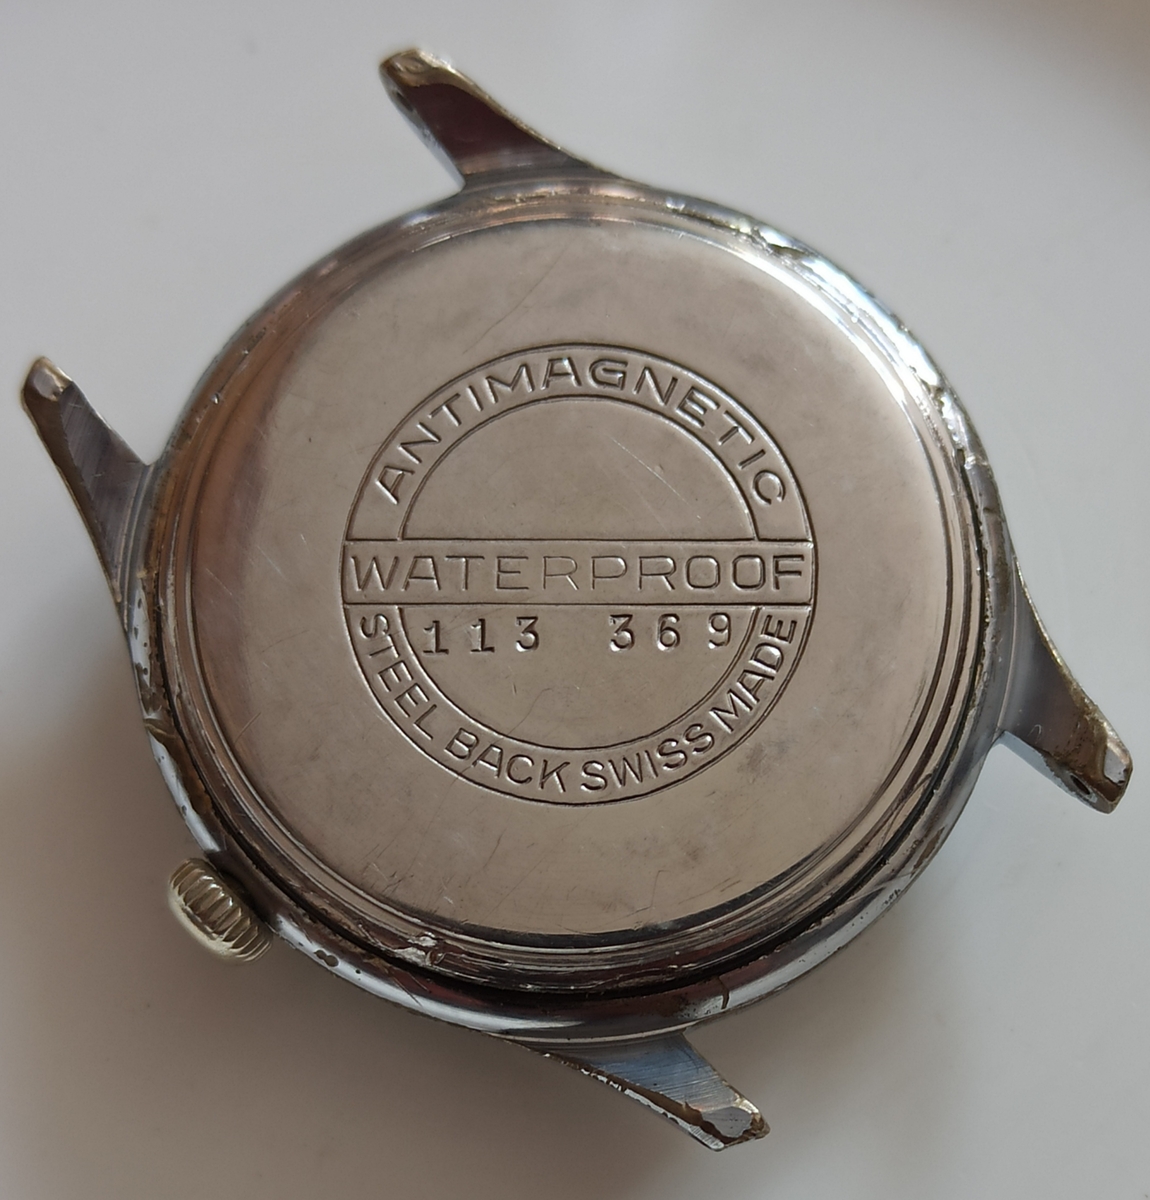 ANTIMAGNETIC
WATERPROOF
113 369
STEEL BACK SWISS MADE